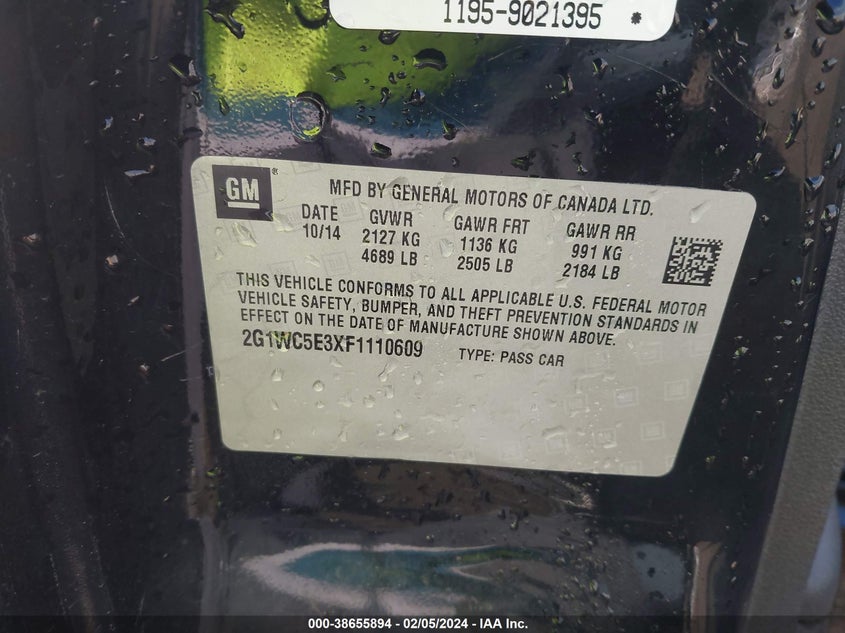 1195-9021395 *
GM ®
MFD BY GENERAL MOTORS OF CANADA LTD.
DATE GVWR GAWR FRT GAWR RR
10/14 2127 KG 1136 KG 991 KG
4689 LB 2505 LB 2184 LB
THIS VEHICLE CONFORMS TO ALL APPLICABLE U.S. FEDERAL MOTOR
VEHICLE SAFETY, BUMPER, AND THEFT PREVENTION STANDARDS IN
EFFECT ON THE DATE OF MANUFACTURE SHOWN ABOVE.
2G1WC5E3XF1110609 TYPE: PASS CAR
000-38655894 - 02/05/2024 - IAA Inc.